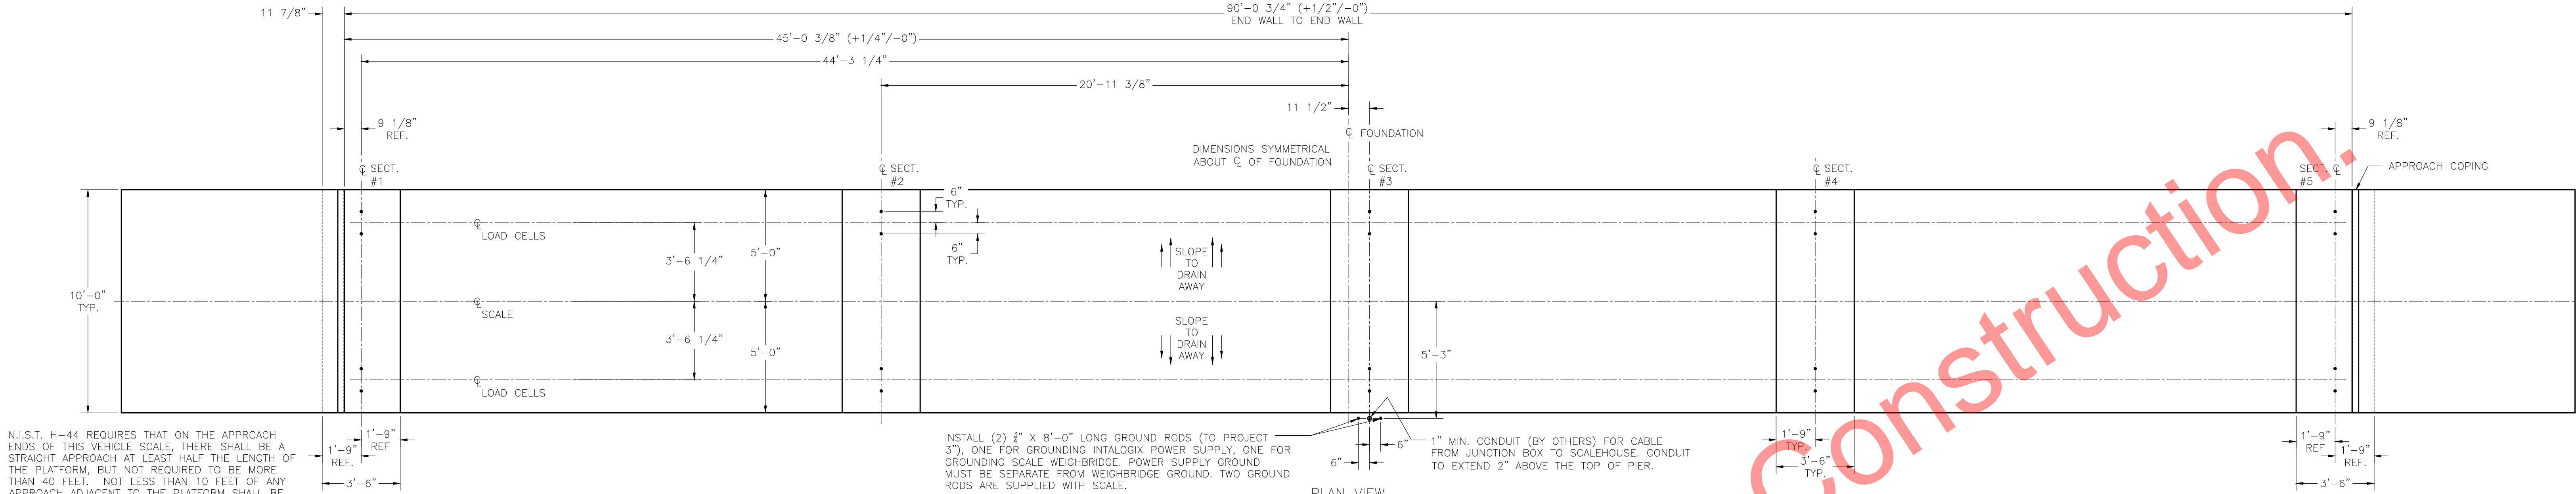 11 7/8"
90'-0 3/4" (+1/2"/-0")
END WALL TO END WALL
45'-0 3/8" (+1/4"/-0")
44'-3 1/4"
20'-11 3/8"
11 1/2"
9 1/8"
REF.
℄ FOUNDATION
9 1/8"
REF.
DIMENSIONS SYMMETRICAL
ABOUT ℄ OF FOUNDATION
℄ SECT.
#1
℄ SECT.
#2
℄ SECT.
#3
℄ SECT.
#4
SECT. ℄
#5
APPROACH COPING
6"
TYP.
℄
LOAD CELLS
6"
TYP.
3'-6 1/4"
5'-0"
SLOPE
TO
DRAIN
AWAY
10'-0"
TYP.
℄
SCALE
3'-6 1/4"
5'-0"
SLOPE
TO
DRAIN
AWAY
5'-3"
℄
LOAD CELLS
N.I.S.T. H-44 REQUIRES THAT ON THE APPROACH
ENDS OF THIS VEHICLE SCALE, THERE SHALL BE A
STRAIGHT APPROACH AT LEAST HALF THE LENGTH OF
THE PLATFORM, BUT NOT REQUIRED TO BE MORE
THAN 40 FEET. NOT LESS THAN 10 FEET OF ANY
APPROACH ADJACENT TO THE PLATFORM SHALL BE
1'-9"
REF
1'-9"
REF.
3'-6"
INSTALL (2) 3/4" X 8'-0" LONG GROUND RODS (TO PROJECT
3"), ONE FOR GROUNDING INTALOGIX POWER SUPPLY, ONE FOR
GROUNDING SCALE WEIGHBRIDGE. POWER SUPPLY GROUND
MUST BE SEPARATE FROM WEIGHBRIDGE GROUND. TWO GROUND
RODS ARE SUPPLIED WITH SCALE.
6"
6"
1" MIN. CONDUIT (BY OTHERS) FOR CABLE
FROM JUNCTION BOX TO SCALEHOUSE. CONDUIT
TO EXTEND 2" ABOVE THE TOP OF PIER.
PLAN VIEW
1'-9"
TYP.
3'-6"
TYP.
1'-9"
REF
1'-9"
REF.
3'-6"
Construction.